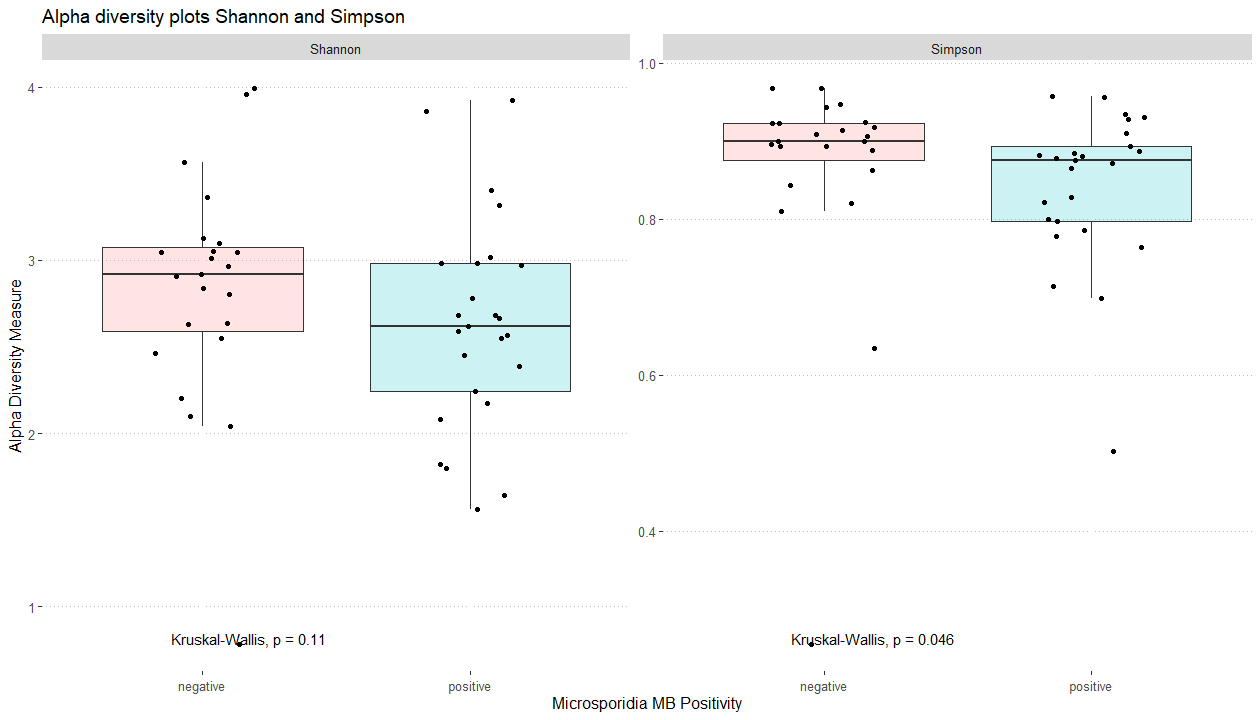 Alpha diversity plots Shannon and Simpson
Shannon
Simpson
Alpha Diversity Measure
4
3
2
1
1.0
0.8
0.6
0.4
Kruskal-Wallis, p = 0.11
Kruskal-Wallis, p = 0.046
negative
positive
negative
positive
Microsporidia MB Positivity